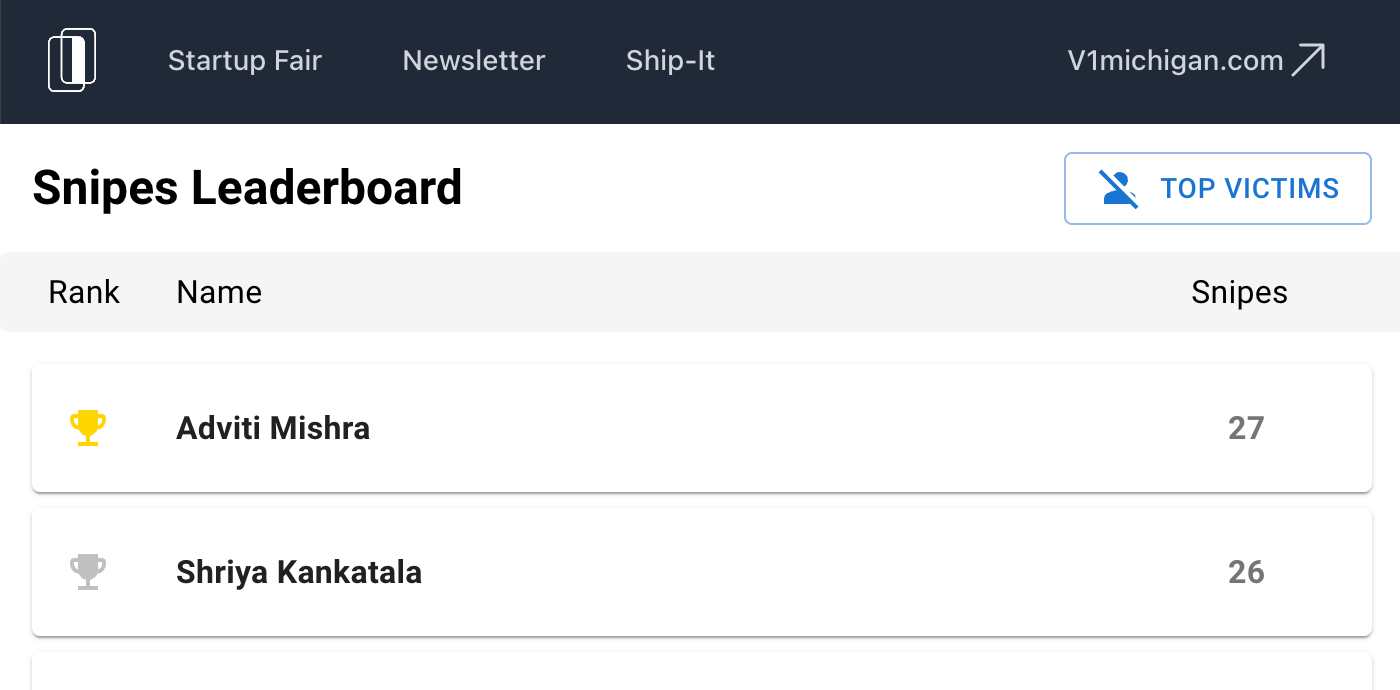 Startup Fair Newsletter Ship-It V1michigan.com
Snipes Leaderboard TOP VICTIMS
Rank Name Snipes
Adviti Mishra 27
Shriya Kankatala 26